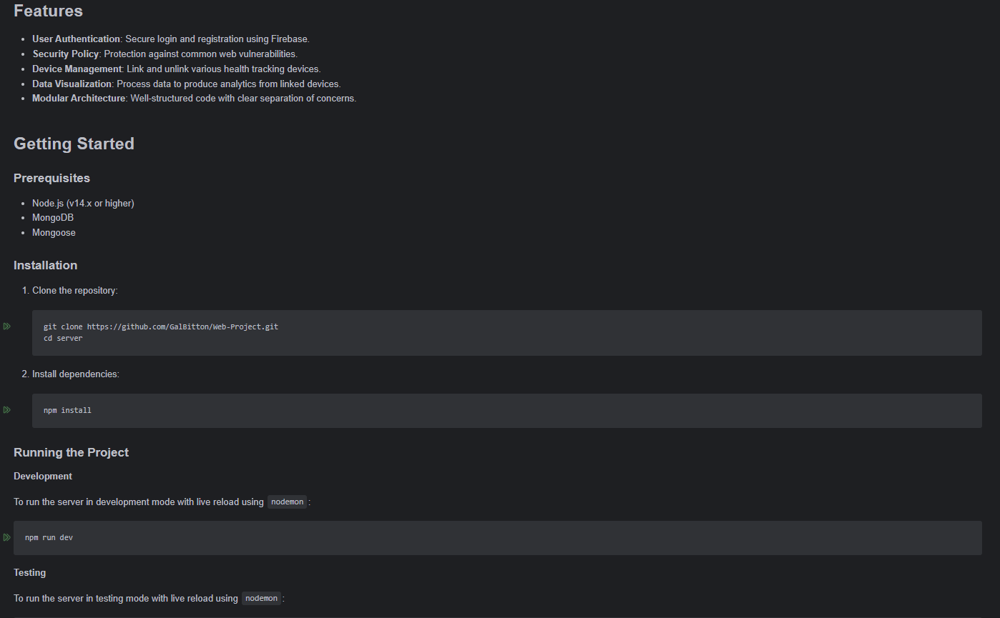 Features
• User Authentication: Secure login and registration using Firebase.
• Security Policy: Protection against common web vulnerabilities.
• Device Management: Link and unlink various health tracking devices.
• Data Visualization: Process data to produce analytics from linked devices.
• Modular Architecture: Well-structured code with clear separation of concerns.
Getting Started
Prerequisites
• Node.js (v14.x or higher)
• MongoDB
• Mongoose
Installation
1. Clone the repository:
git clone https://github.com/GalBitton/Web-Project.git
cd server
2. Install dependencies:
npm install
Running the Project
Development
To run the server in development mode with live reload using nodemon:
npm run dev
Testing
To run the server in testing mode with live reload using nodemon: